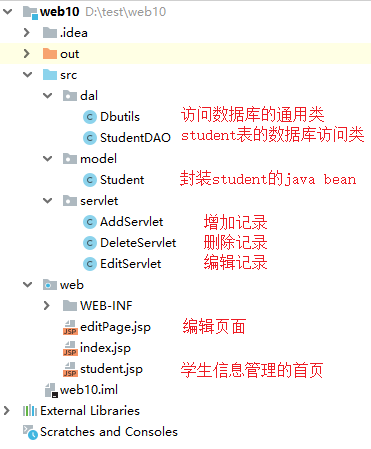 web10 D:\test\web10
.idea
out
src
dal
Dbutils 访问数据库的通用类
StudentDAO student表的数据库访问类
model
Student 封装student的java bean
servlet
AddServlet 增加记录
DeleteServlet 删除记录
EditServlet 编辑记录
web
WEB-INF
editPage.jsp 编辑页面
index.jsp
student.jsp 学生信息管理的首页
web10.iml
External Libraries
Scratches and Consoles